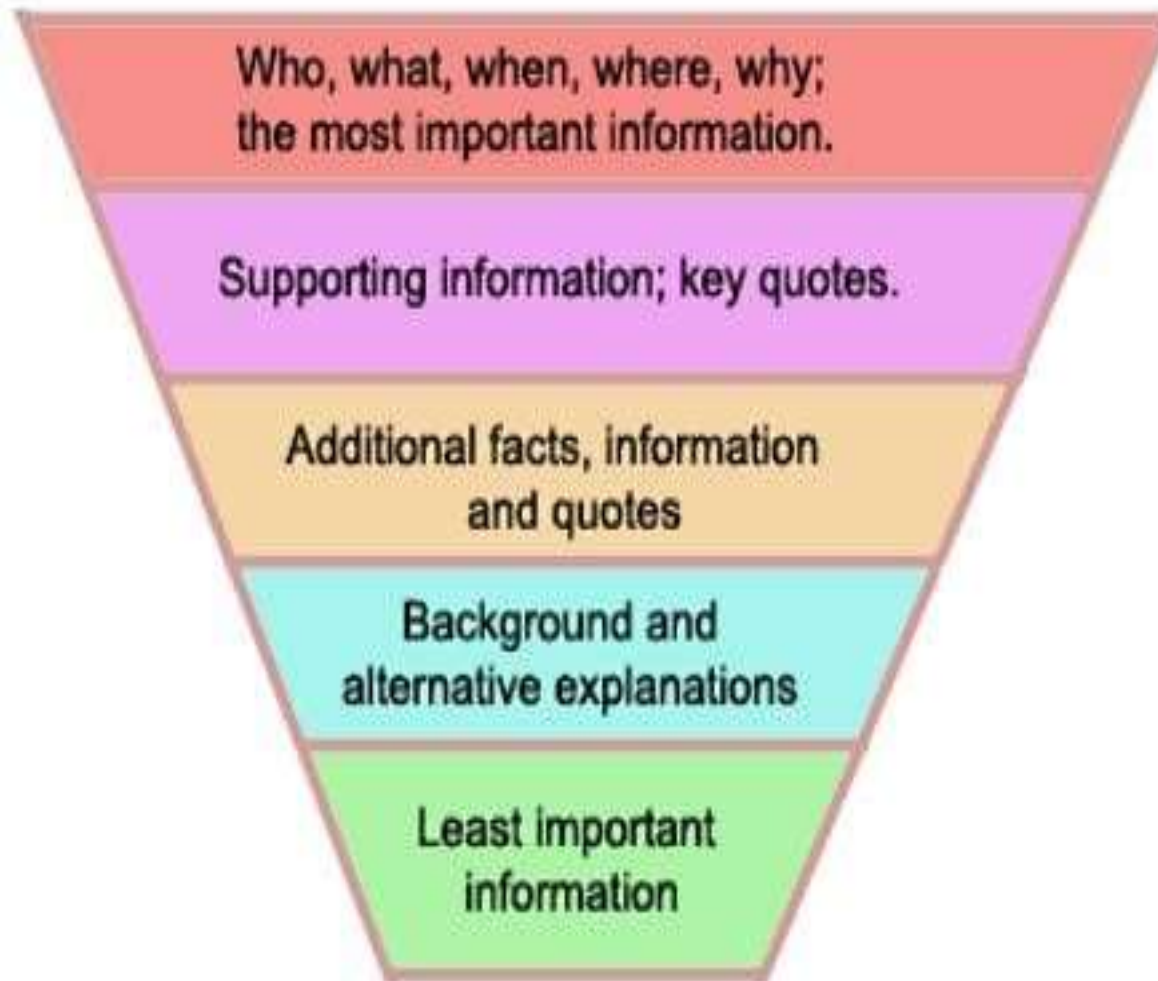 Who, what, when, where, why;
the most important information.
Supporting information; key quotes.
Additional facts, information
and quotes
Background and
alternative explanations
Least important
information